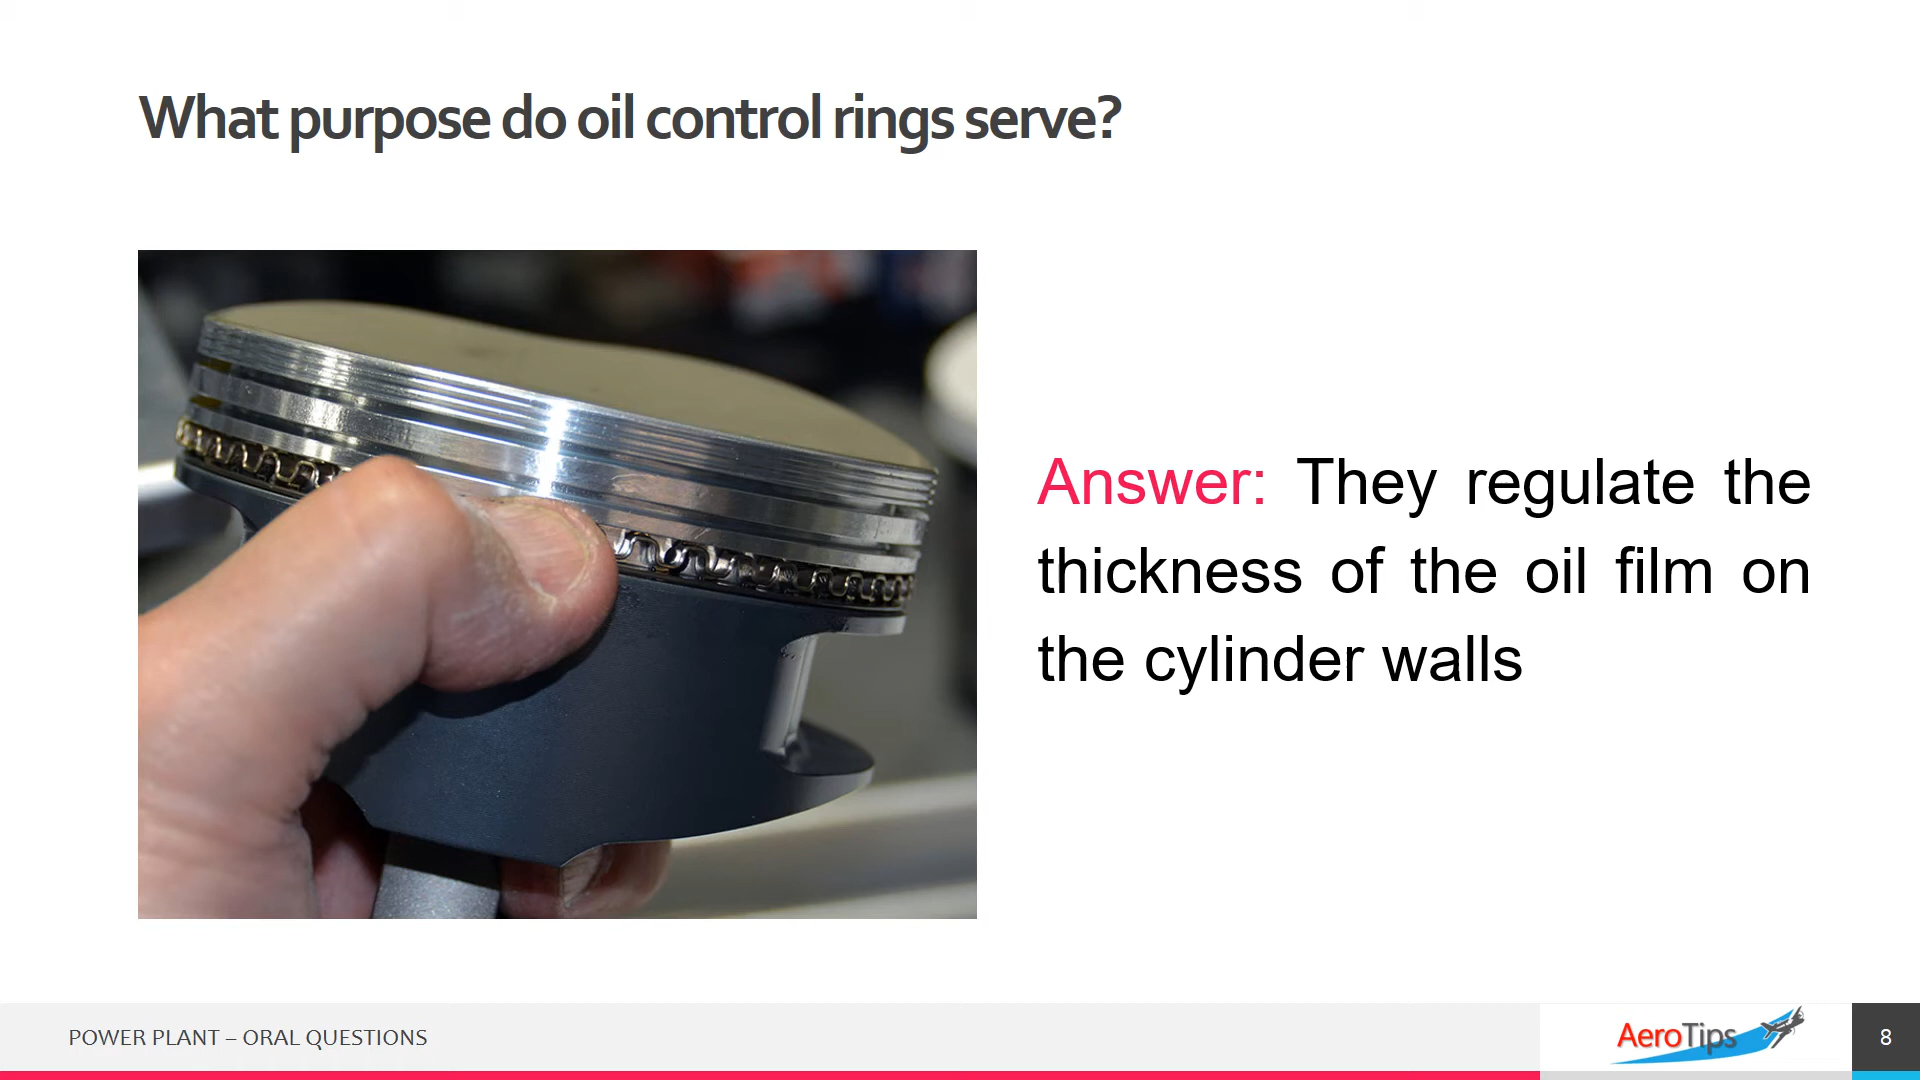 What purpose do oil control rings serve?
Answer: They regulate the
thickness of the oil film on
the cylinder walls
POWER PLANT – ORAL QUESTIONS
AeroTips
8